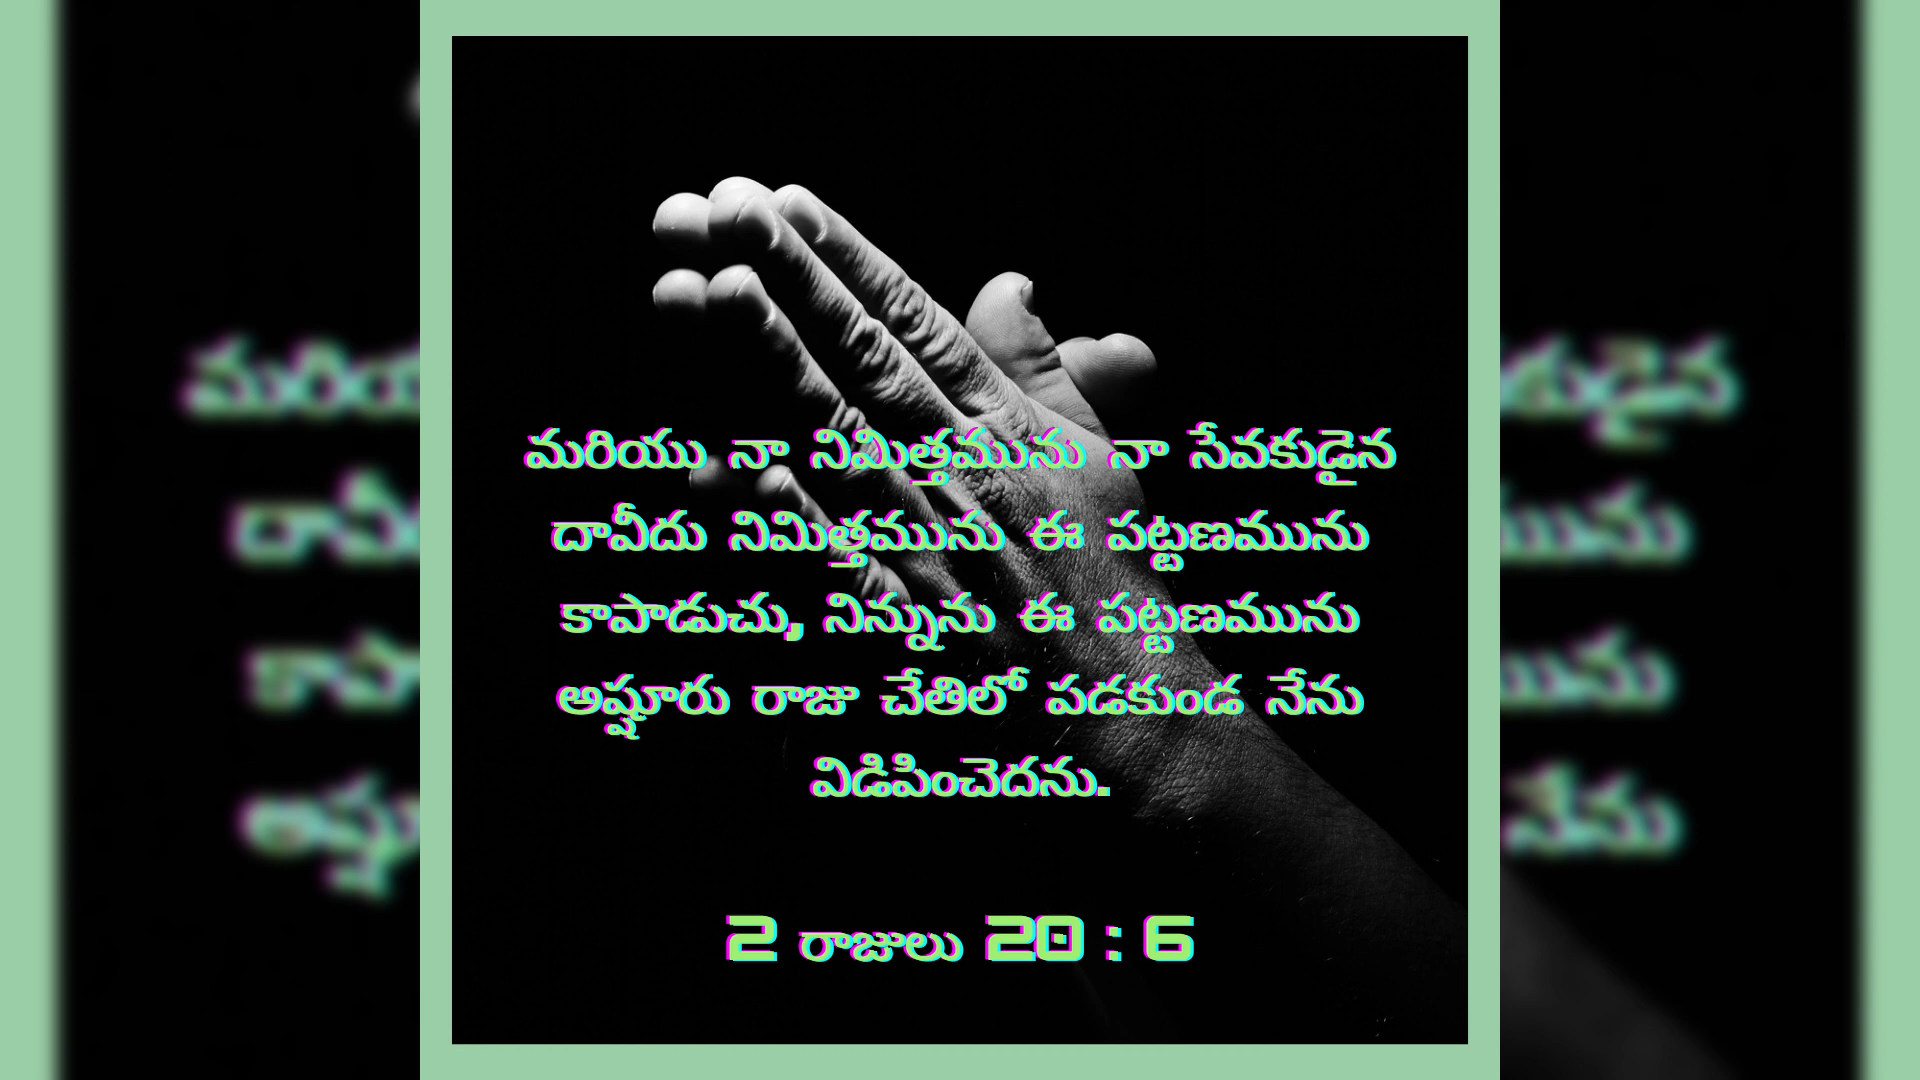 మరియు నా నిమిత్తమును నా సేవకుడైన
దావీదు నిమిత్తమును ఈ పట్టణమును
కాపాడుచు, నిన్నును ఈ పట్టణమును
అష్షూరు రాజు చేతిలో పడకుండ నేను
విడిపించెదను.
2 రాజులు 20 : 6